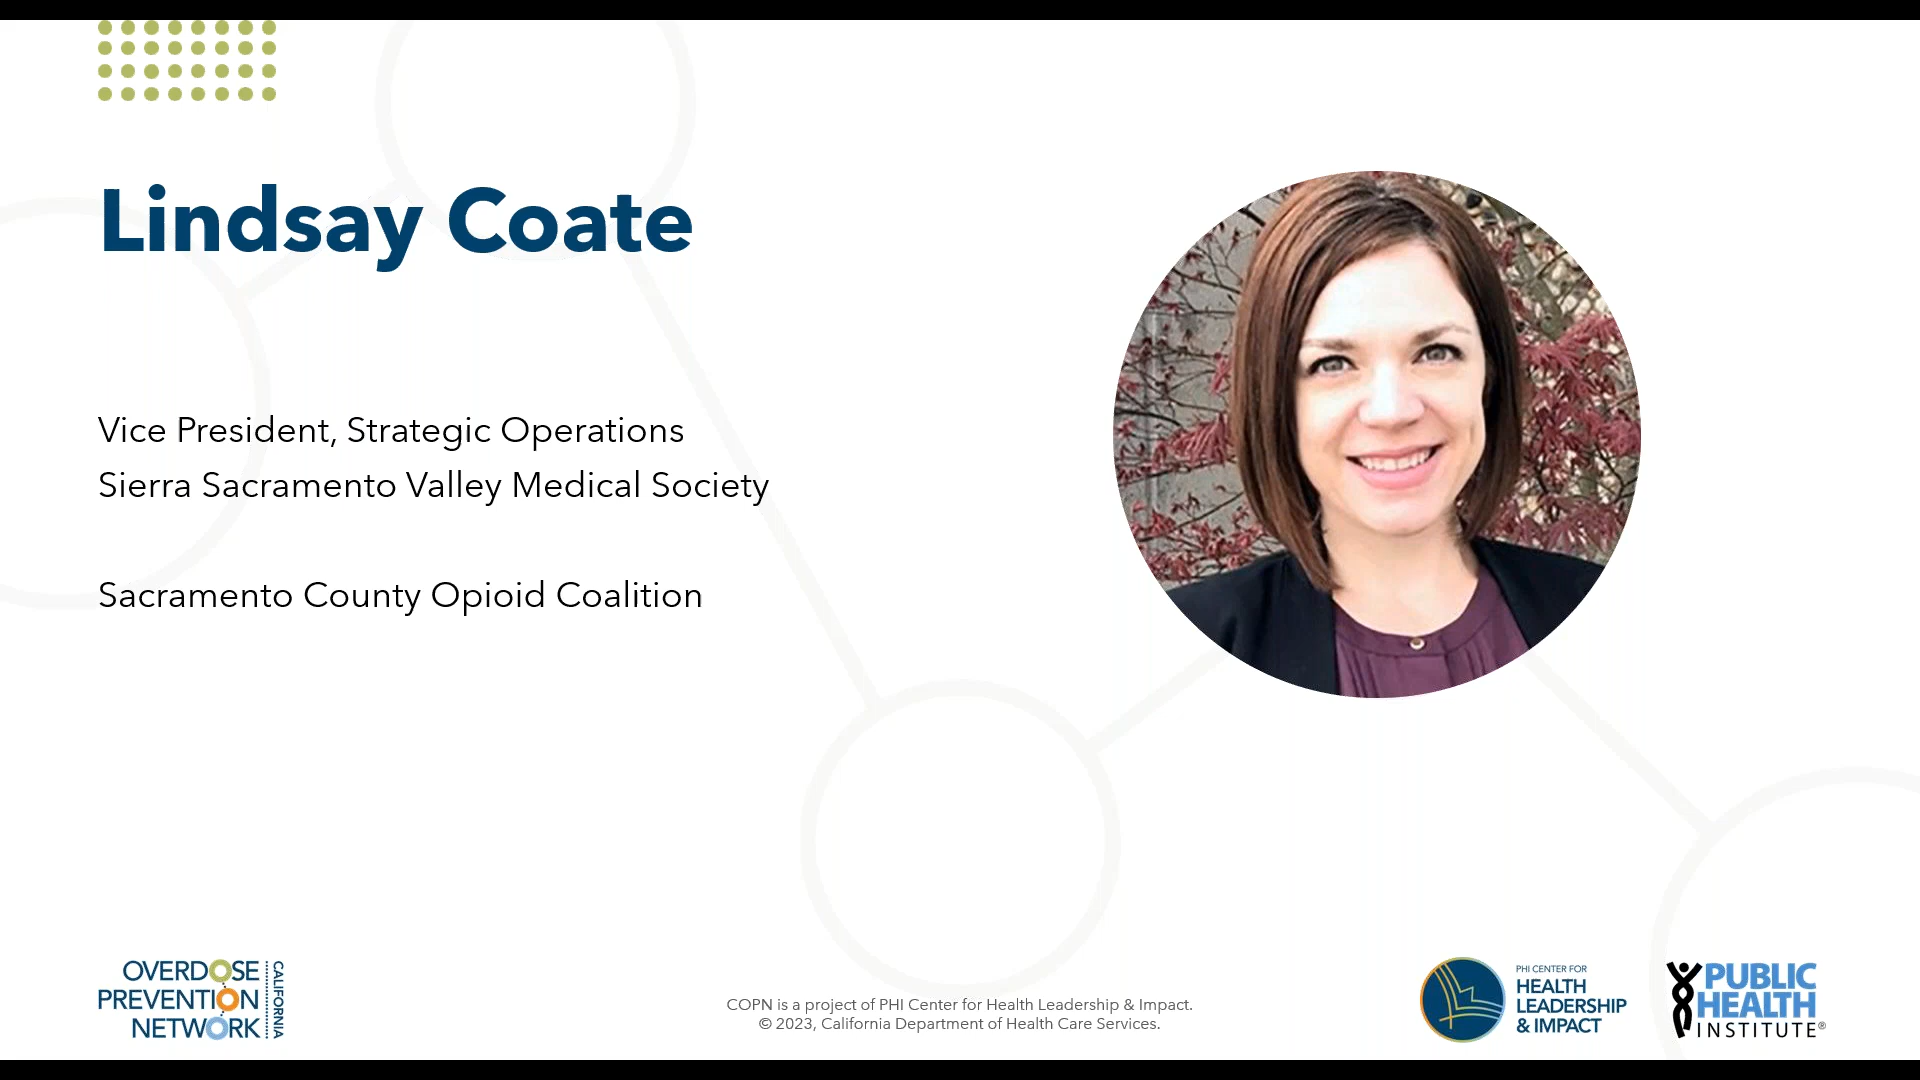 Lindsay Coate
Vice President, Strategic Operations
Sierra Sacramento Valley Medical Society
Sacramento County Opioid Coalition
OVERDOSE
PREVENTION
NETWORK
CALIFORNIA
COPN is a project of PHI Center for Health Leadership & Impact.
© 2023, California Department of Health Care Services.
PHI CENTER FOR
HEALTH
LEADERSHIP
& IMPACT
PUBLIC
HEALTH
INSTITUTE®